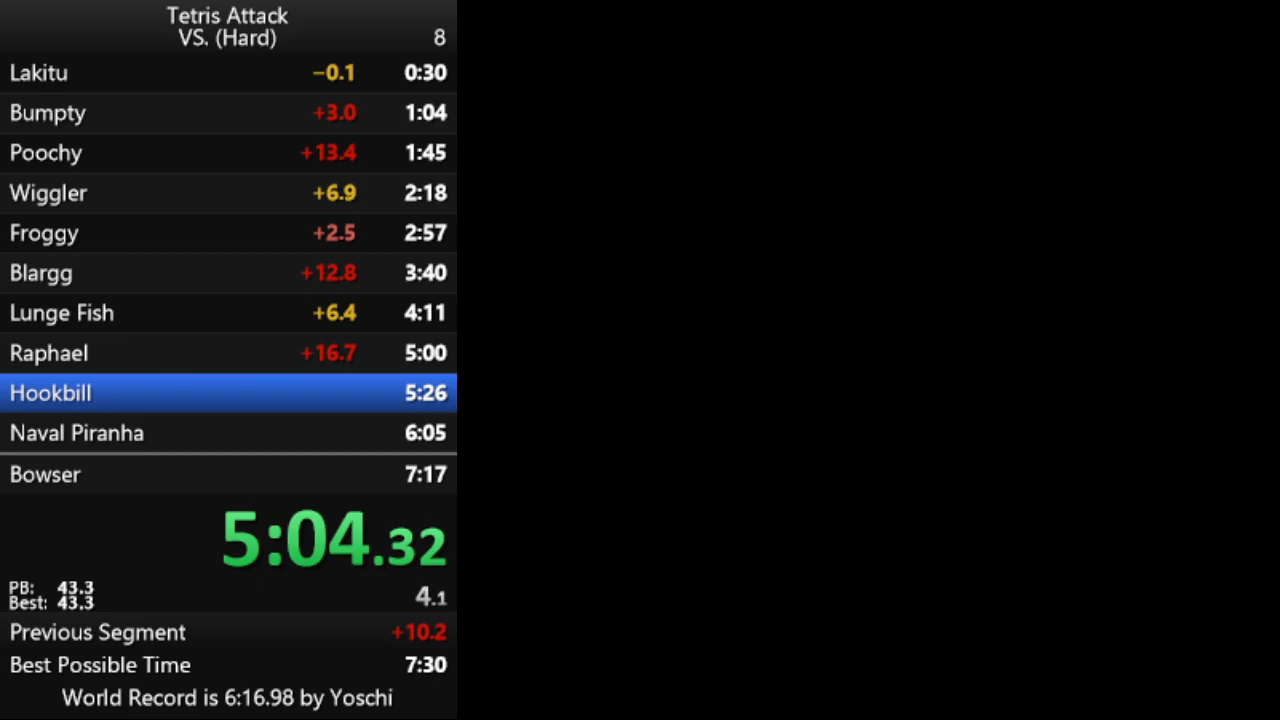 Tetris Attack
VS. (Hard) 8
Lakitu −0.1 0:30
Bumpty +3.0 1:04
Poochy +13.4 1:45
Wiggler +6.9 2:18
Froggy +2.5 2:57
Blargg +12.8 3:40
Lunge Fish +6.4 4:11
Raphael +16.7 5:00
Hookbill 5:26
Naval Piranha 6:05
Bowser 7:17
5:04.32
PB: 43.3
Best: 43.3 4.1
Previous Segment +10.2
Best Possible Time 7:30
World Record is 6:16.98 by Yoschi